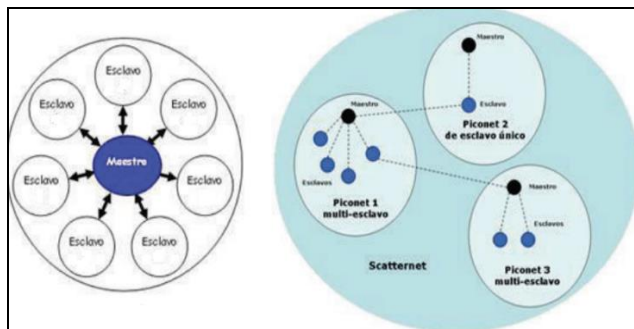 Esclavo
Esclavo
Esclavo
Esclavo
Esclavo
Esclavo
Esclavo
Maestro
Maestro
Esclavo
Piconet 2
de esclavo único
Maestro
Esclavos
Piconet 1
multi-esclavo
Maestro
Esclavos
Piconet 3
multi-esclavo
Scatternet